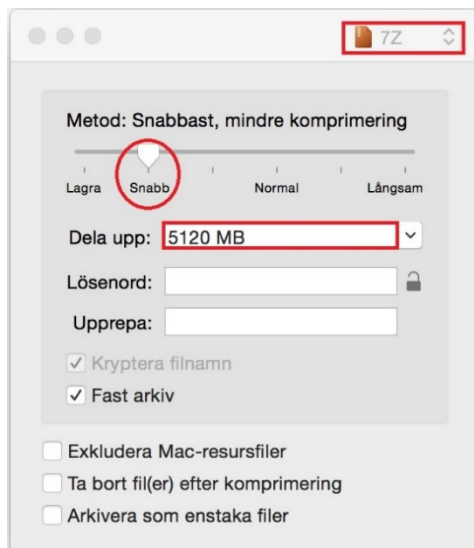 7Z
Metod: Snabbast, mindre komprimering
Lagra Snabb Normal Långsam
Dela upp: 5120 MB
Lösenord:
Upprepa:
Kryptera filnamn
Fast arkiv
Exkludera Mac-resursfiler
Ta bort fil(er) efter komprimering
Arkivera som enstaka filer